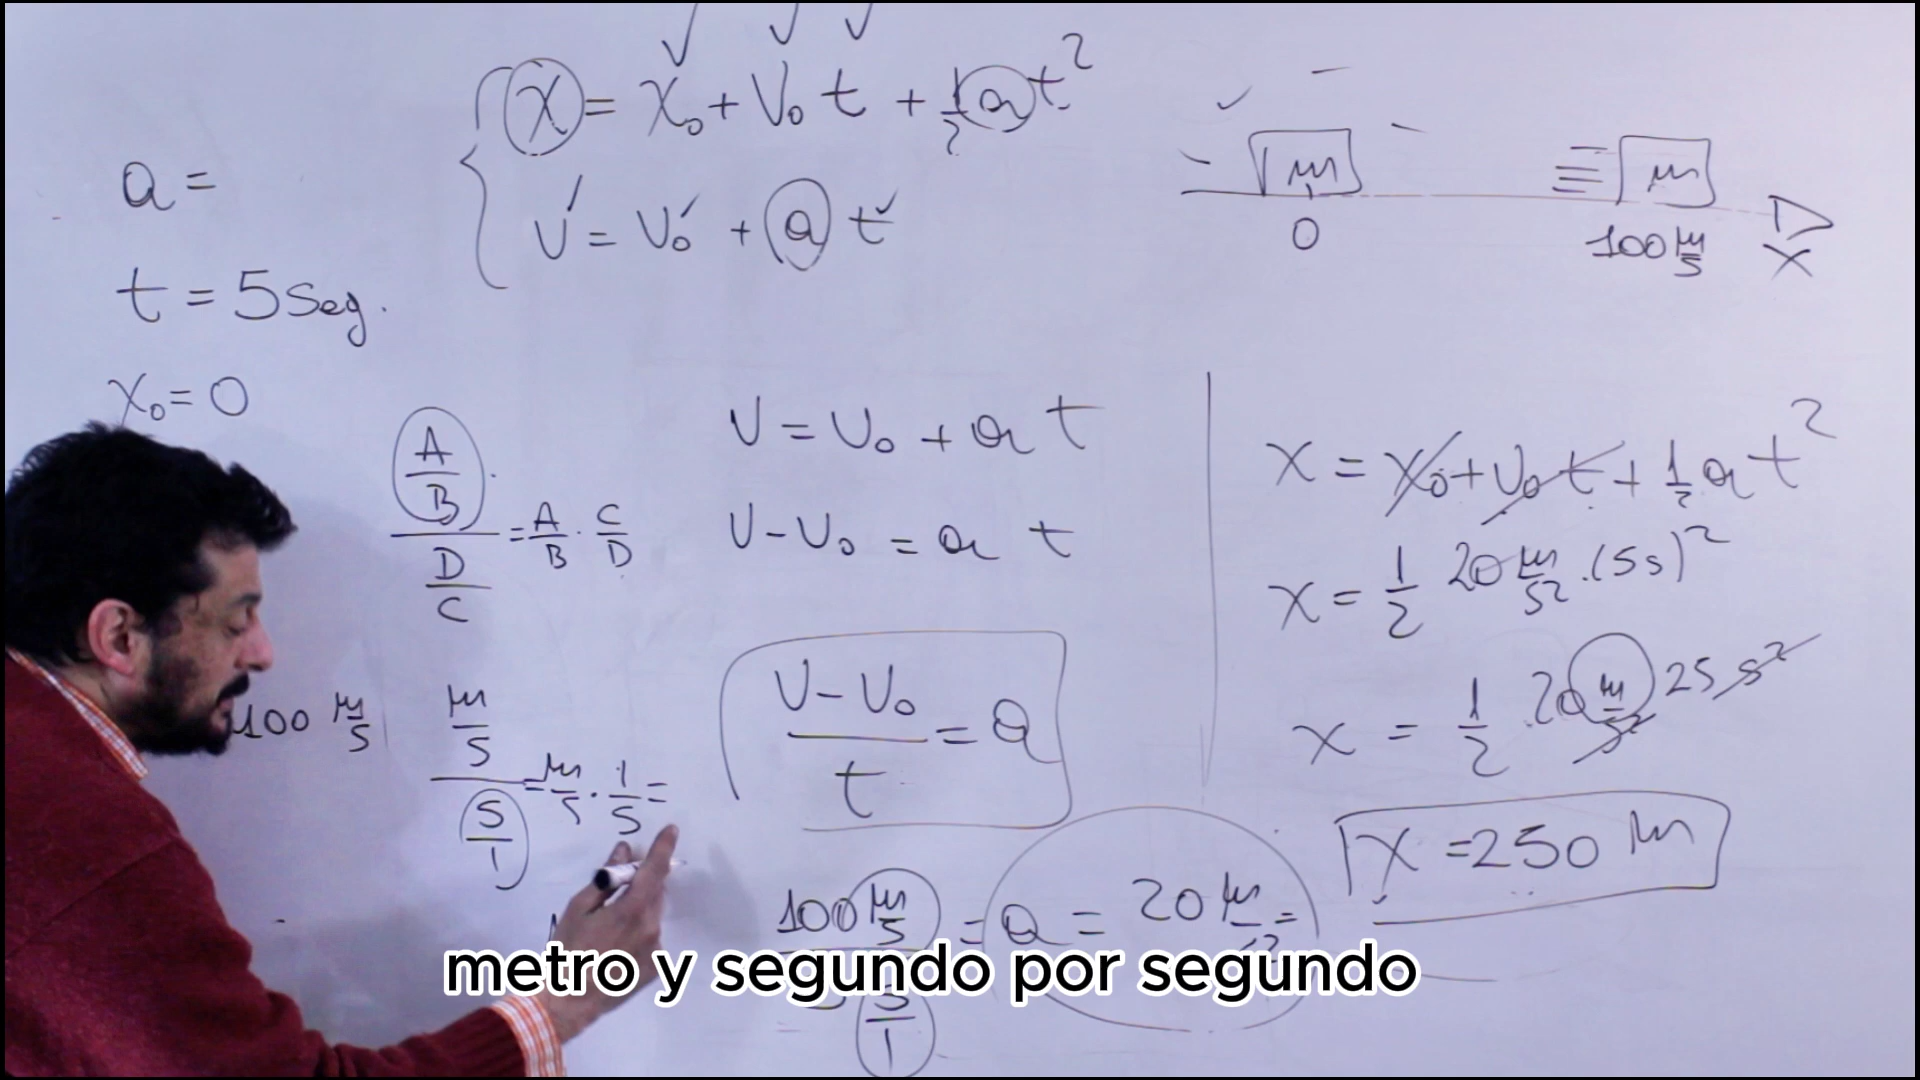 x = x₀ + v₀ t + 1/2 a t²
v = v₀ + a t
a =
t = 5 seg.
x₀ = 0
m
0
m
100 m/s
x
(A/B)/(D/C) = A/B · C/D
100 m/s
(m/s)/(s/1) = m/s · 1/s =
v = v₀ + a t
v - v₀ = a t
(v - v₀)/t = a
100 m/s = a = 20 m/s² =
s/1
x = x₀ + v₀ t + 1/2 a t²
x = 1/2 20 m/s² · (5s)²
x = 1/2 · 20 m/s² 25 s²
x = 250 m
metro y segundo por segundo